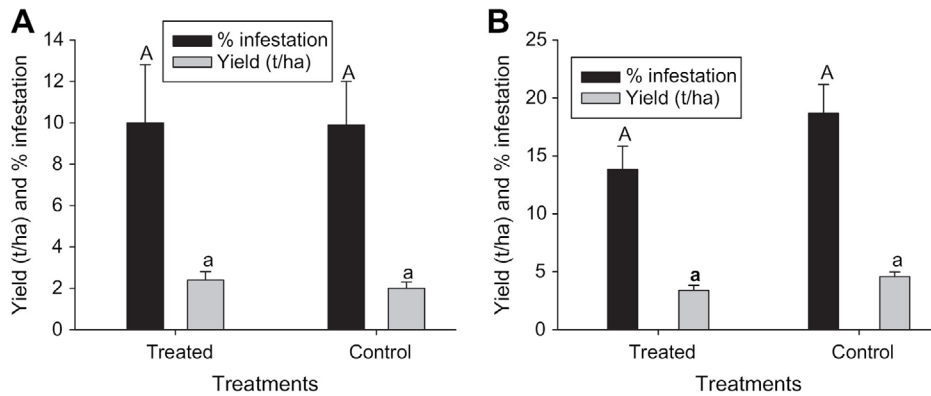 A
Yield (t/ha) and % infestation
14
12
10
8
6
4
2
0
% infestation
Yield (t/ha)
A
a
A
a
Treated
Control
Treatments
B
Yield (t/ha) and % infestation
25
20
15
10
5
0
% infestation
Yield (t/ha)
A
a
A
a
Treated
Control
Treatments